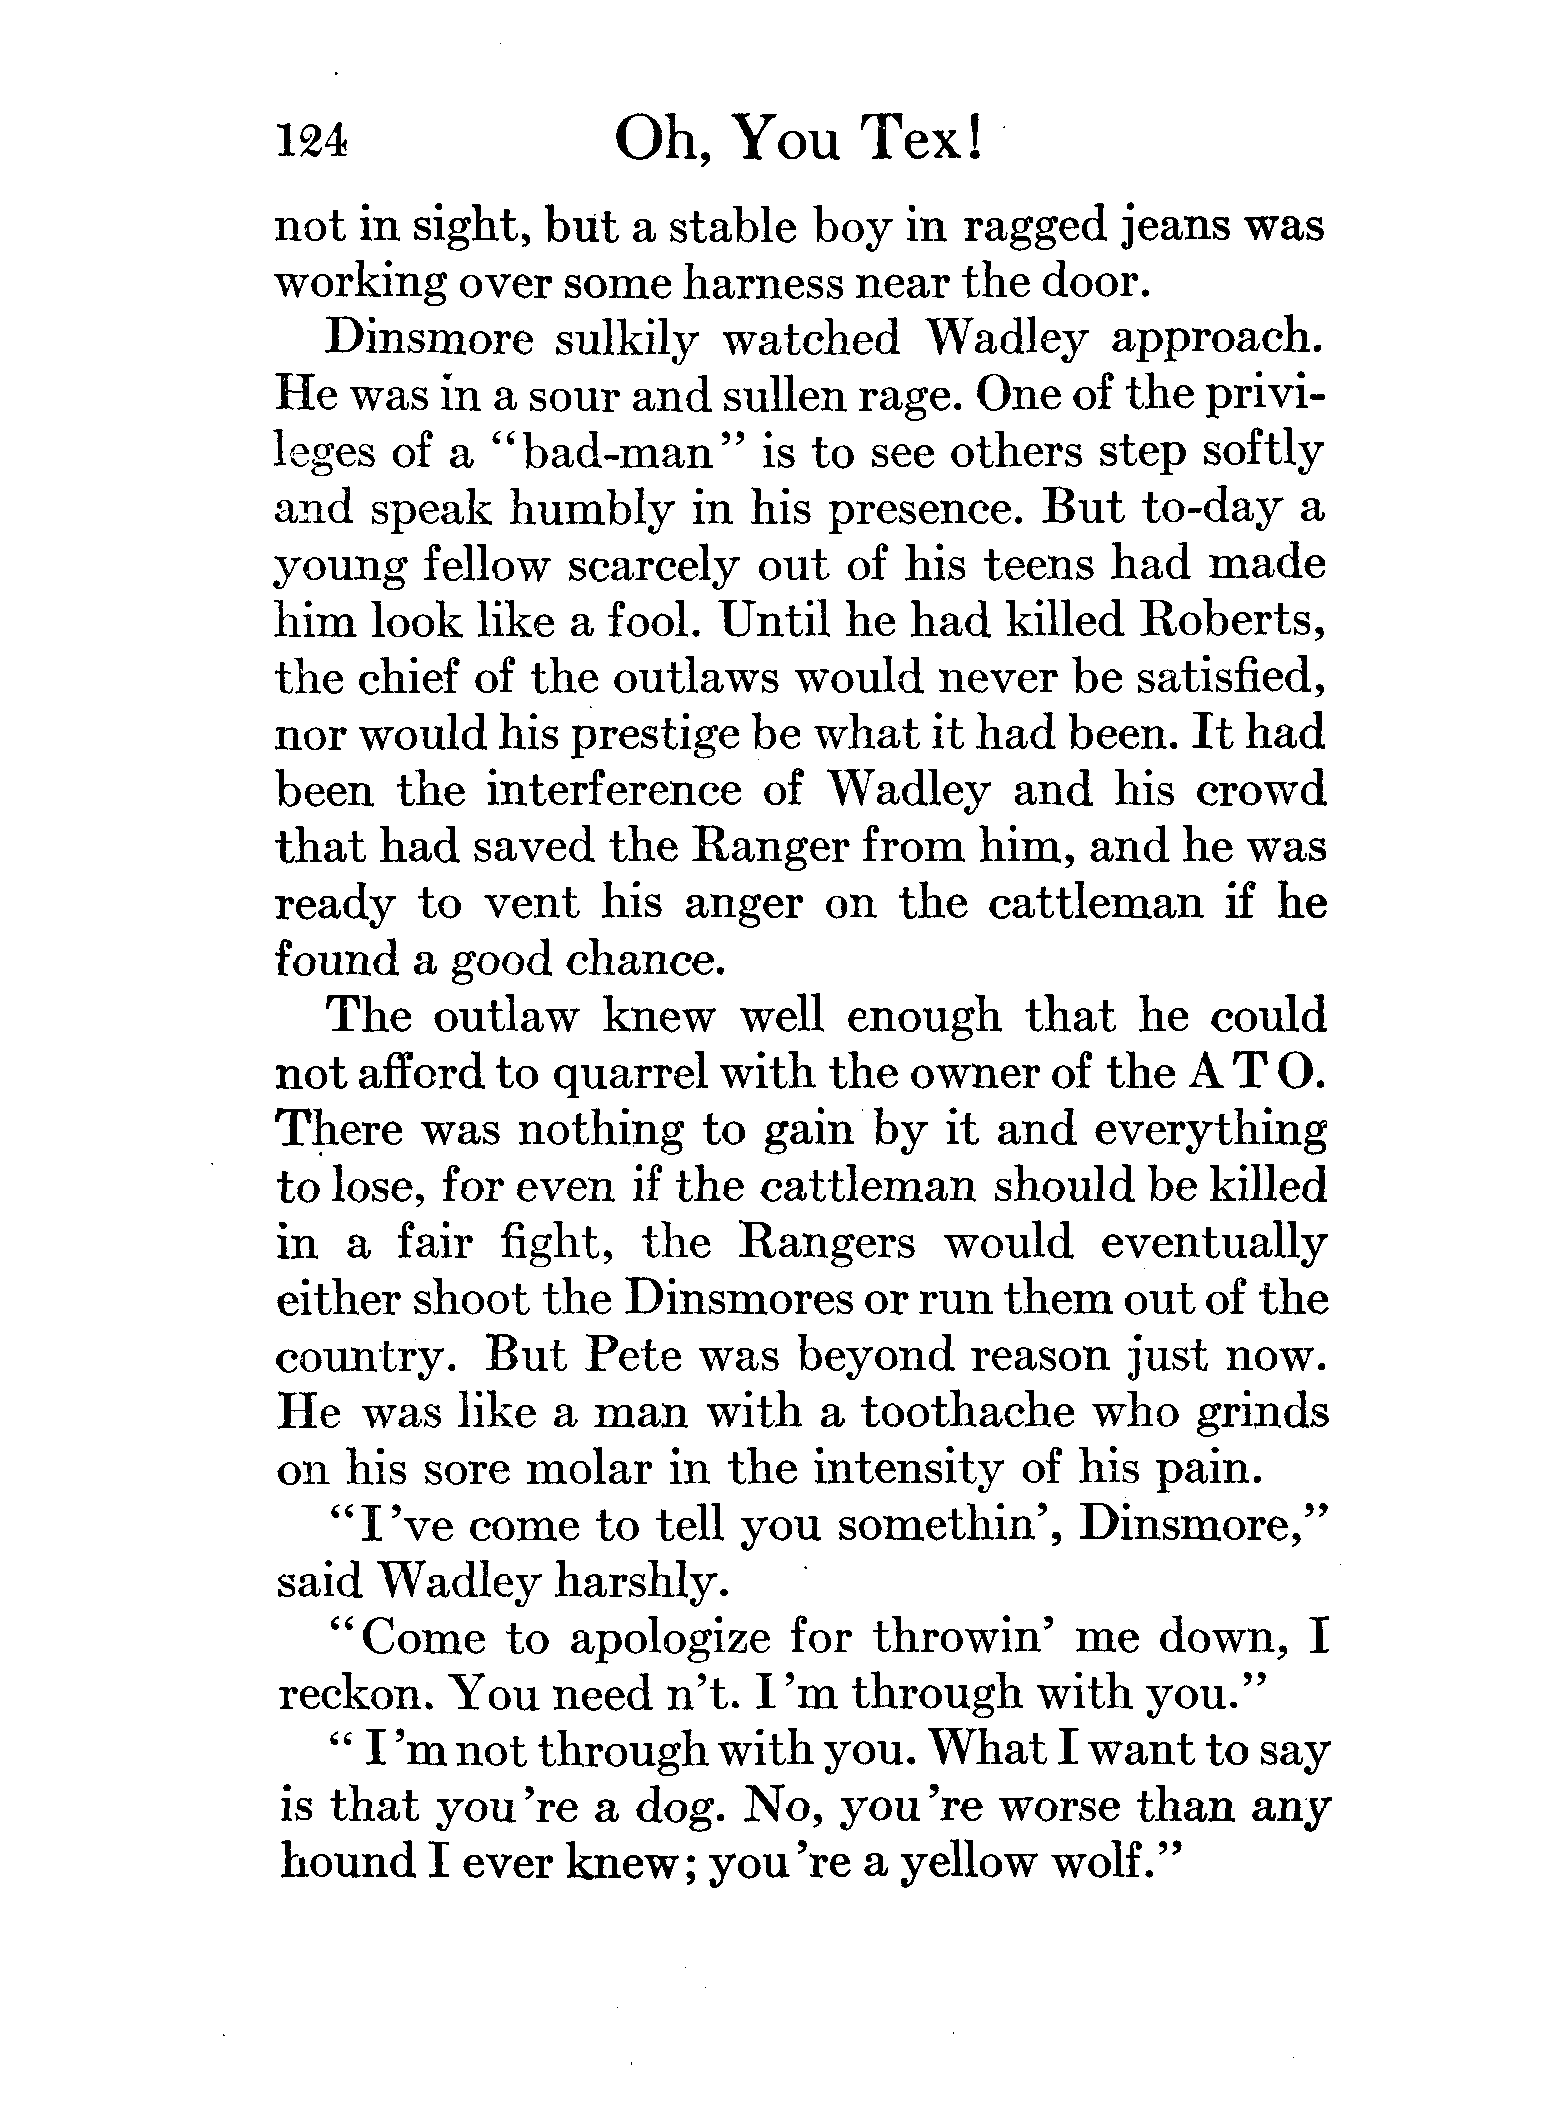 124 Oh, You Tex!
not in sight, but a stable boy in ragged jeans was
working over some harness near the door.
Dinsmore sulkily watched Wadley approach.
He was in a sour and sullen rage. One of the privi-
leges of a “bad-man” is to see others step softly
and speak humbly in his presence. But to-day a
young fellow scarcely out of his teens had made
him look like a fool. Until he had killed Roberts,
the chief of the outlaws would never be satisfied,
nor would his prestige be what it had been. It had
been the interference of Wadley and his crowd
that had saved the Ranger from him, and he was
ready to vent his anger on the cattleman if he
found a good chance.
The outlaw knew well enough that he could
not afford to quarrel with the owner of the A T O.
There was nothing to gain by it and everything
to lose, for even if the cattleman should be killed
in a fair fight, the Rangers would eventually
either shoot the Dinsmores or run them out of the
country. But Pete was beyond reason just now.
He was like a man with a toothache who grinds
on his sore molar in the intensity of his pain.
“I 've come to tell you somethin’, Dinsmore,”
said Wadley harshly.
“Come to apologize for throwin’ me down, I
reckon. You need n’t. I 'm through with you.”
“I 'm not through with you. What I want to say
is that you 're a dog. No, you 're worse than any
hound I ever knew; you 're a yellow wolf.”